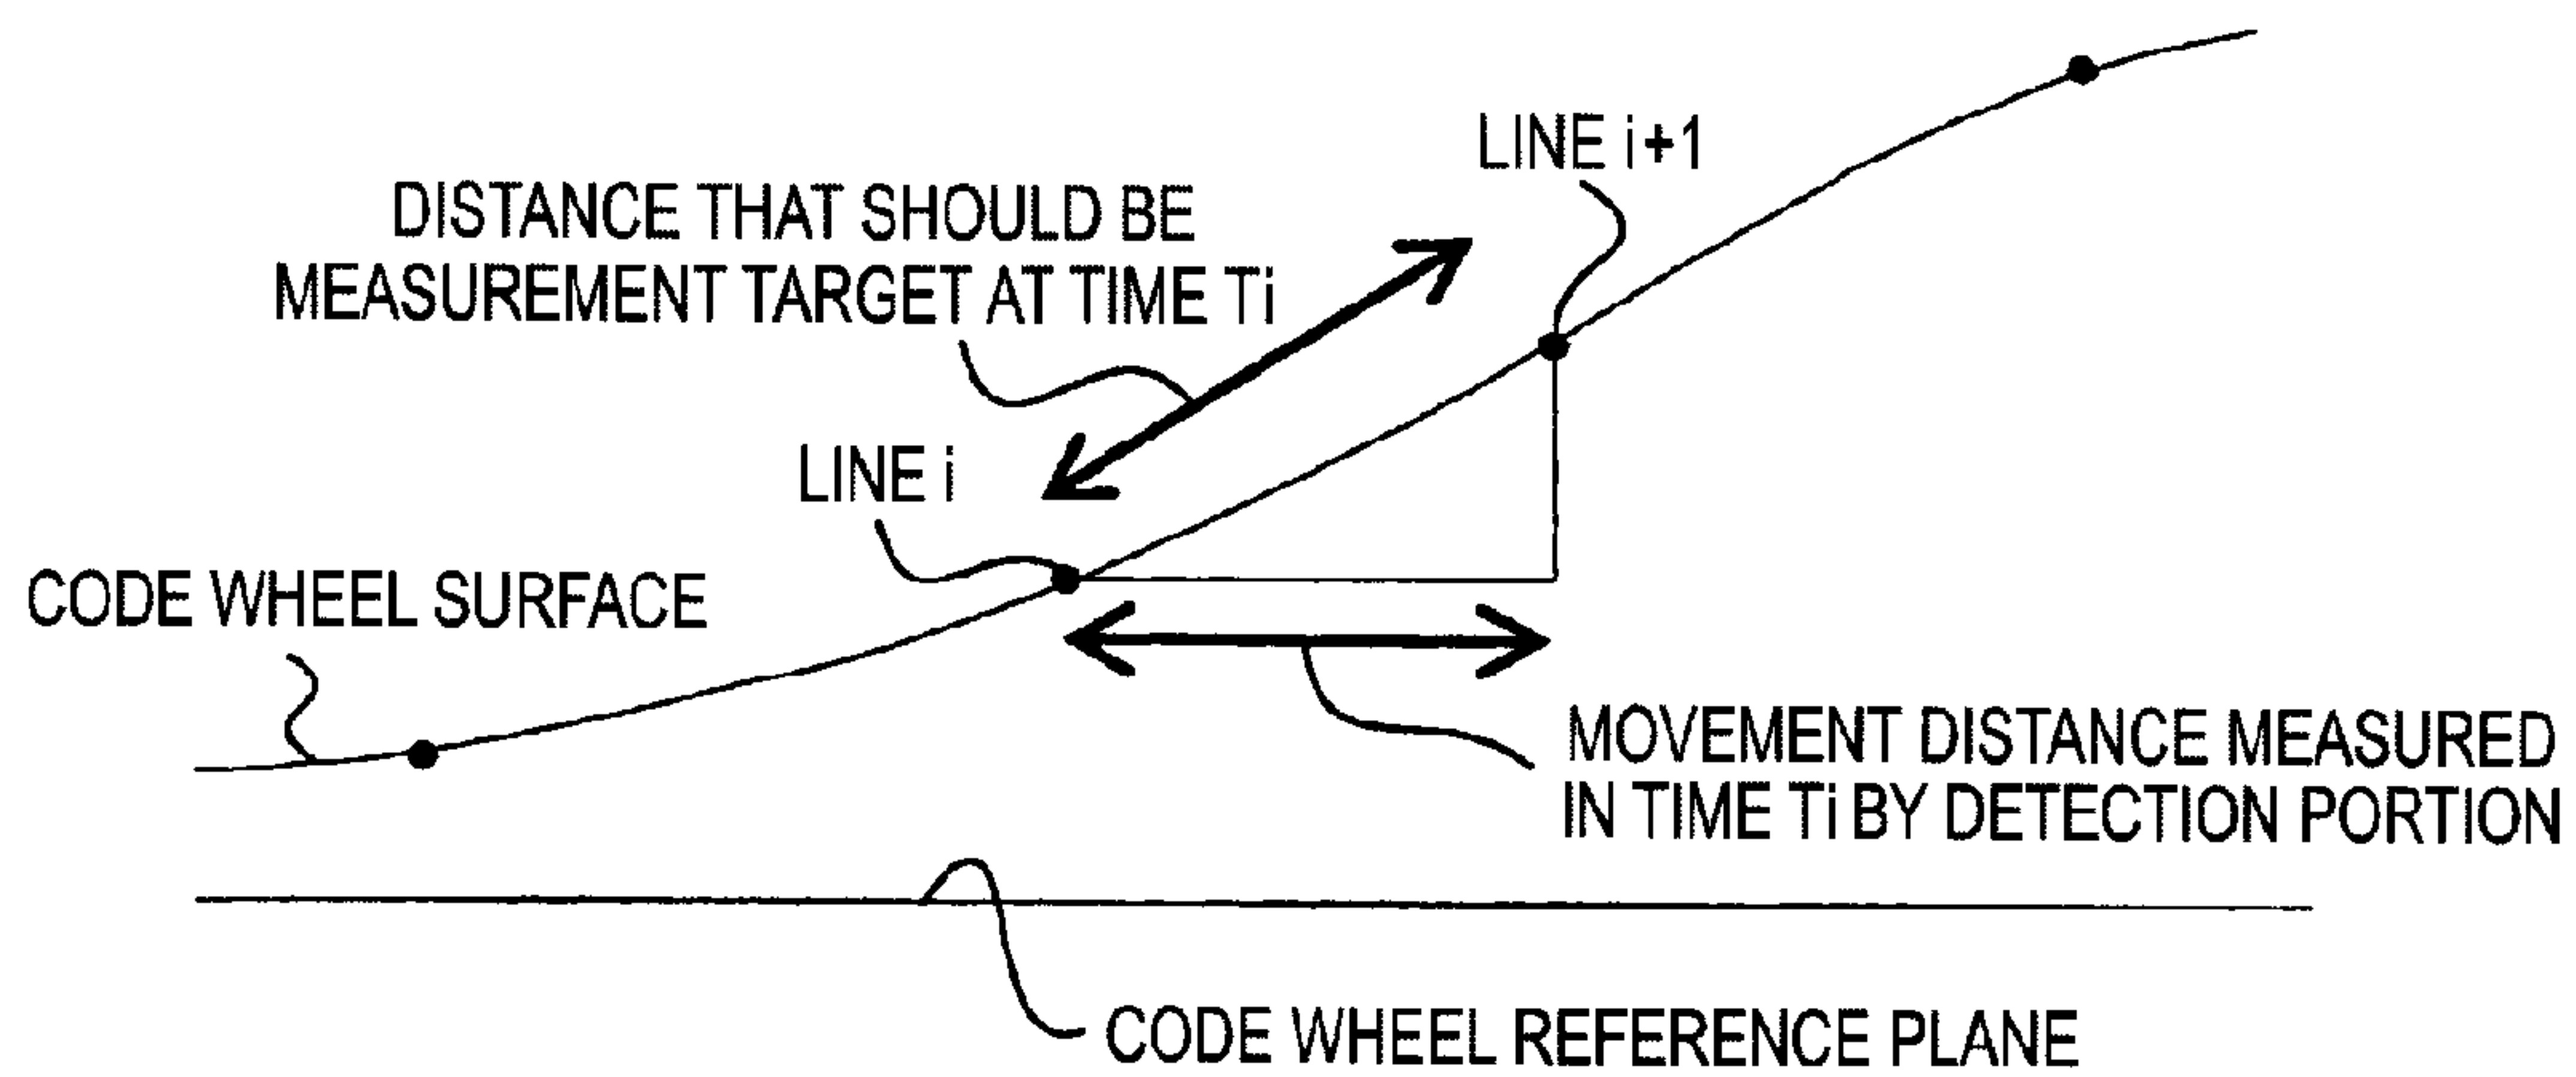 LINE i+1
DISTANCE THAT SHOULD BE
MEASUREMENT TARGET AT TIME Ti
LINE i
CODE WHEEL SURFACE
MOVEMENT DISTANCE MEASURED
IN TIME Ti BY DETECTION PORTION
CODE WHEEL REFERENCE PLANE